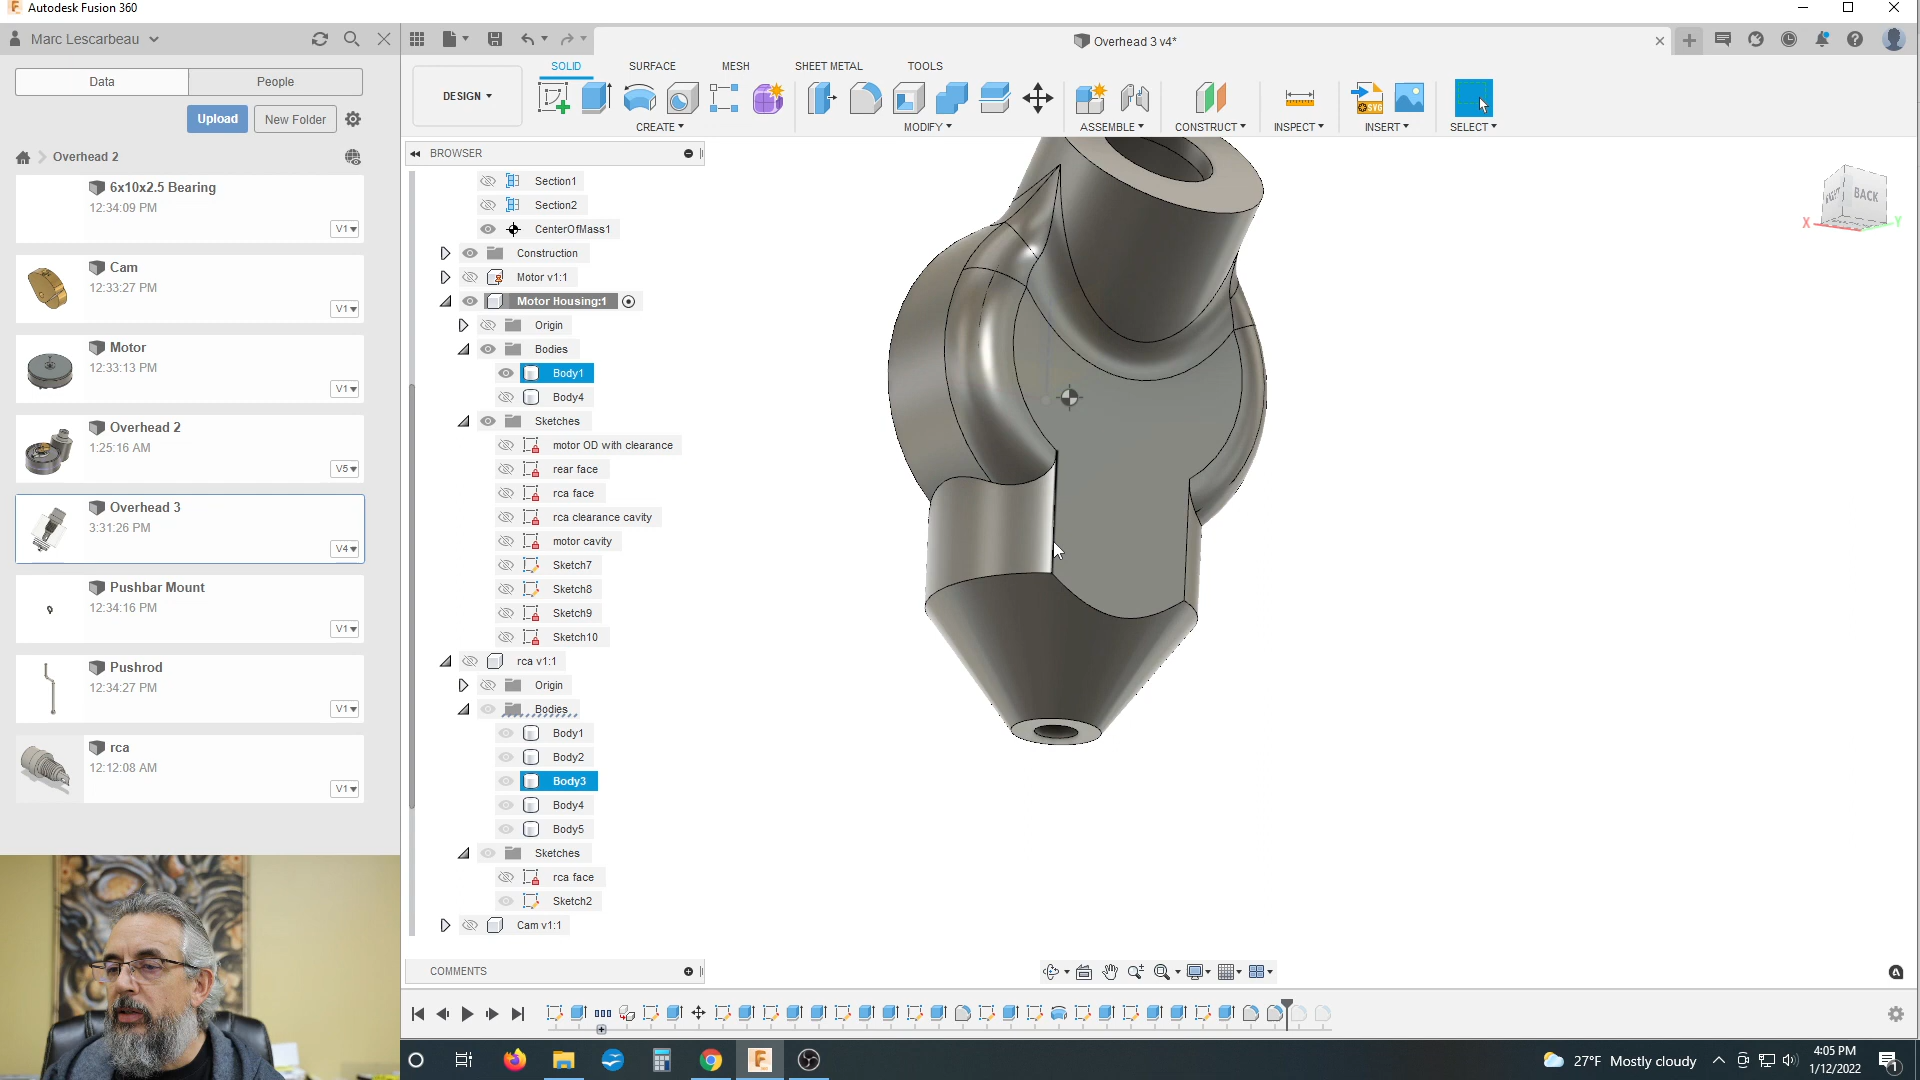 Autodesk Fusion 360
Marc Lescarbeau
Overhead 3 v4*
Data
People
Upload
New Folder
Overhead 2
6x10x2.5 Bearing
12:34:09 PM
V1
Cam
12:33:27 PM
V1
Motor
12:33:13 PM
V1
Overhead 2
1:25:16 AM
V5
Overhead 3
3:31:26 PM
V4
Pushbar Mount
12:34:16 PM
V1
Pushrod
12:34:27 PM
V1
rca
12:12:08 AM
V1
SOLID
SURFACE
MESH
SHEET METAL
TOOLS
DESIGN
CREATE
MODIFY
ASSEMBLE
CONSTRUCT
INSPECT
INSERT
SELECT
BROWSER
Section1
Section2
CenterOfMass1
Construction
Motor v1:1
Motor Housing:1
Origin
Bodies
Body1
Body4
Sketches
motor OD with clearance
rear face
rca face
rca clearance cavity
motor cavity
Sketch7
Sketch8
Sketch9
Sketch10
rca v1:1
Origin
Bodies
Body1
Body2
Body3
Body4
Body5
Sketches
rca face
Sketch2
Cam v1:1
COMMENTS
RIGHT
BACK
X
Y
27°F Mostly cloudy
4:05 PM
1/12/2022
1